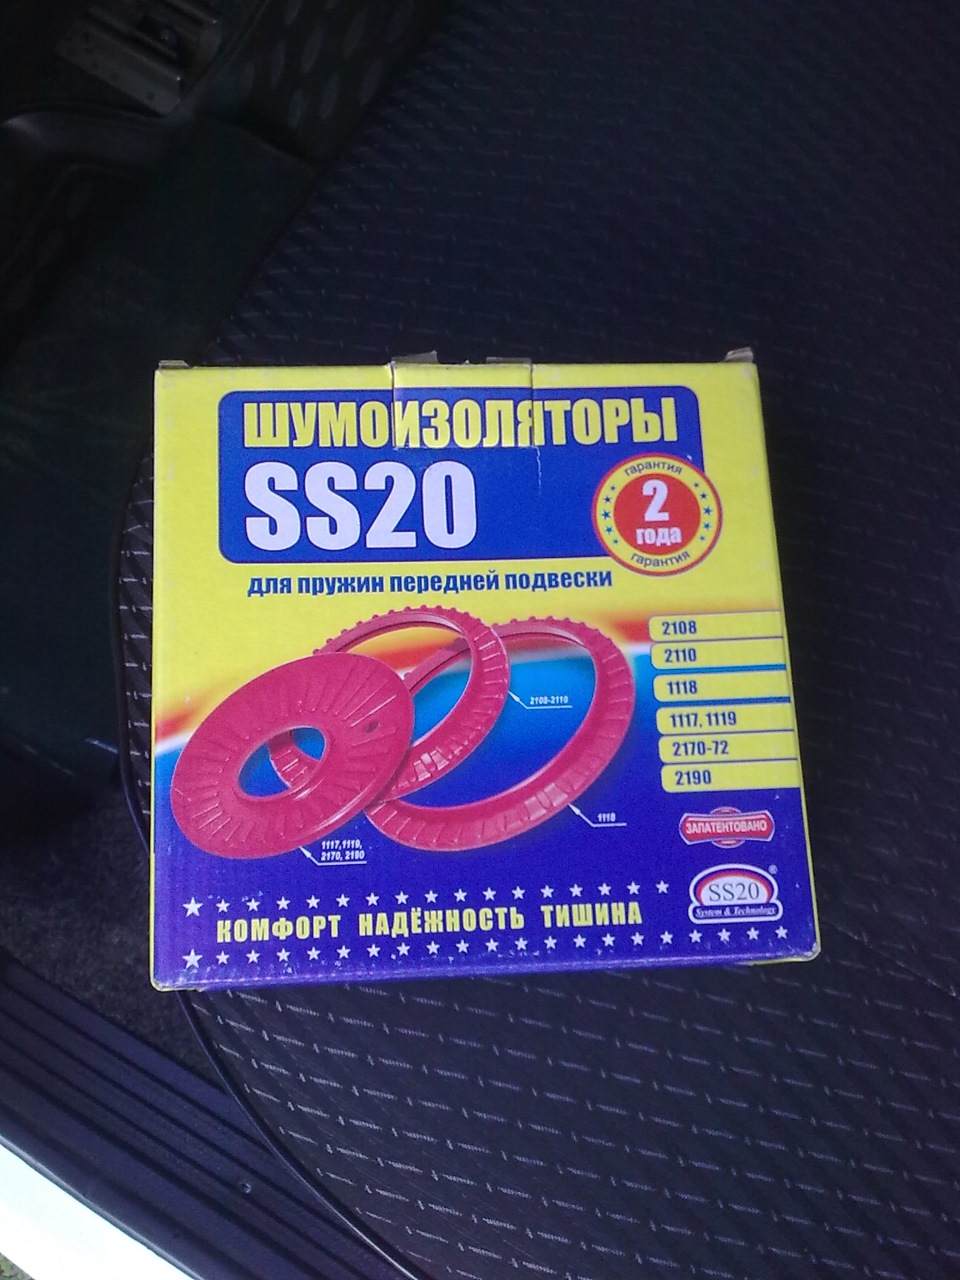 ШУМОИЗОЛЯТОРЫ
SS20
гарантия
2
года
гарантия
для пружин передней подвески
2108
2110
1118
1117, 1119
2170-72
2190
2108-2110
1118
1117, 1119,
2170, 2190
ЗАПАТЕНТОВАНО
SS20
®
System & Technology
КОМФОРТ НАДЁЖНОСТЬ ТИШИНА